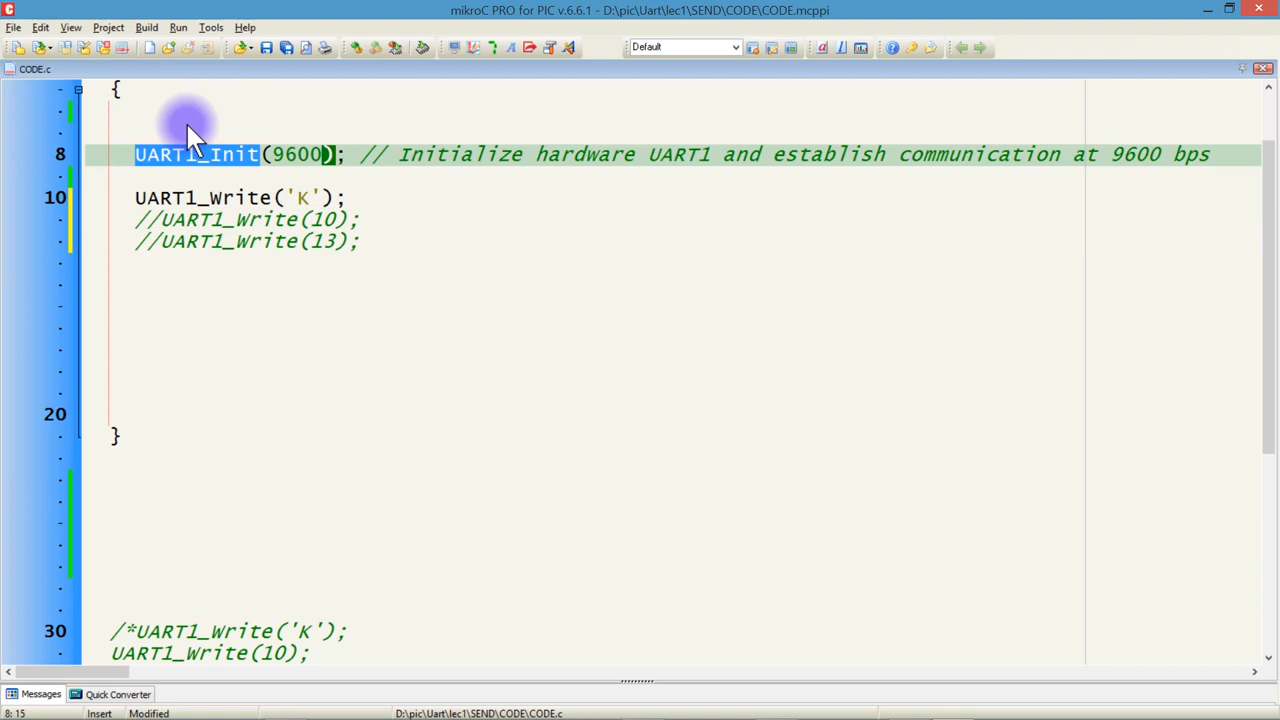 mikroC PRO for PIC v.6.6.1 - D:\pic\Uart\lec1\SEND\CODE\CODE.mcppi
File Edit View Project Build Run Tools Help
Default
CODE.c
{
8 UART1_Init(9600); // Initialize hardware UART1 and establish communication at 9600 bps
10 UART1_Write('K');
//UART1_Write(10);
//UART1_Write(13);
20
}
30 /*UART1_Write('K');
UART1_Write(10);
Messages Quick Converter
8: 15 Insert Modified D:\pic\Uart\lec1\SEND\CODE\CODE.c